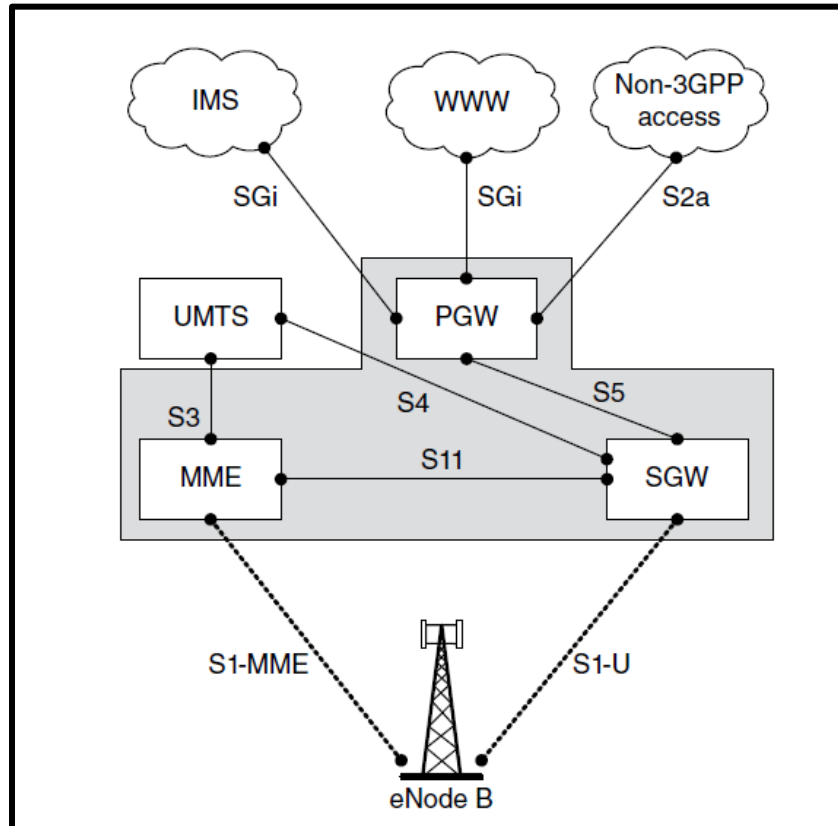 IMS
WWW
Non-3GPP
access
SGi
SGi
S2a
UMTS
PGW
S4
S5
S3
MME
S11
SGW
S1-MME
S1-U
eNode B